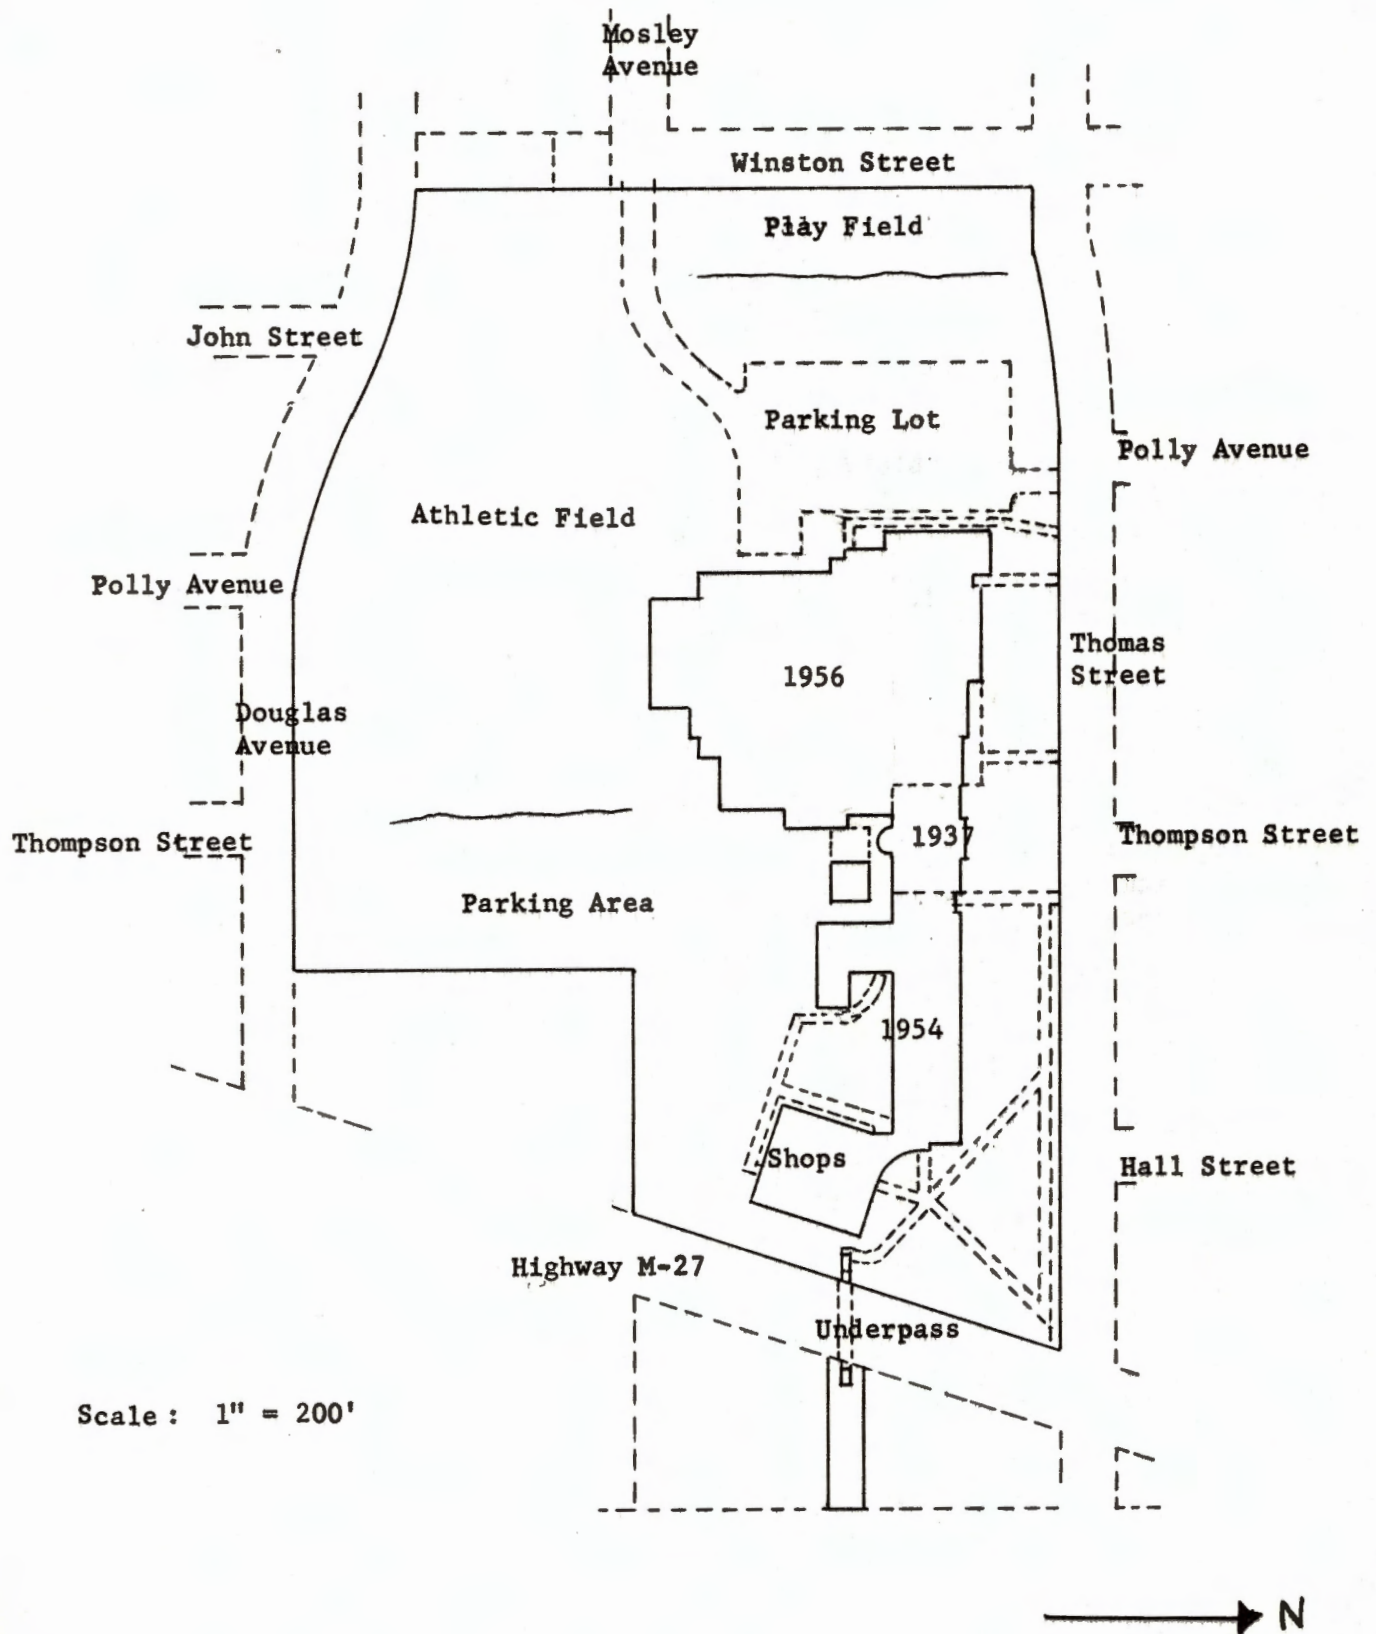 Mosley
Avenue
Winston Street
Play Field
John Street
Parking Lot
Polly Avenue
Athletic Field
Polly Avenue
Thomas
Street
1956
Douglas
Avenue
1937
Thompson Street
Thompson Street
Parking Area
1954
Shops
Hall Street
Highway M-27
Underpass
Scale: 1" = 200'
N